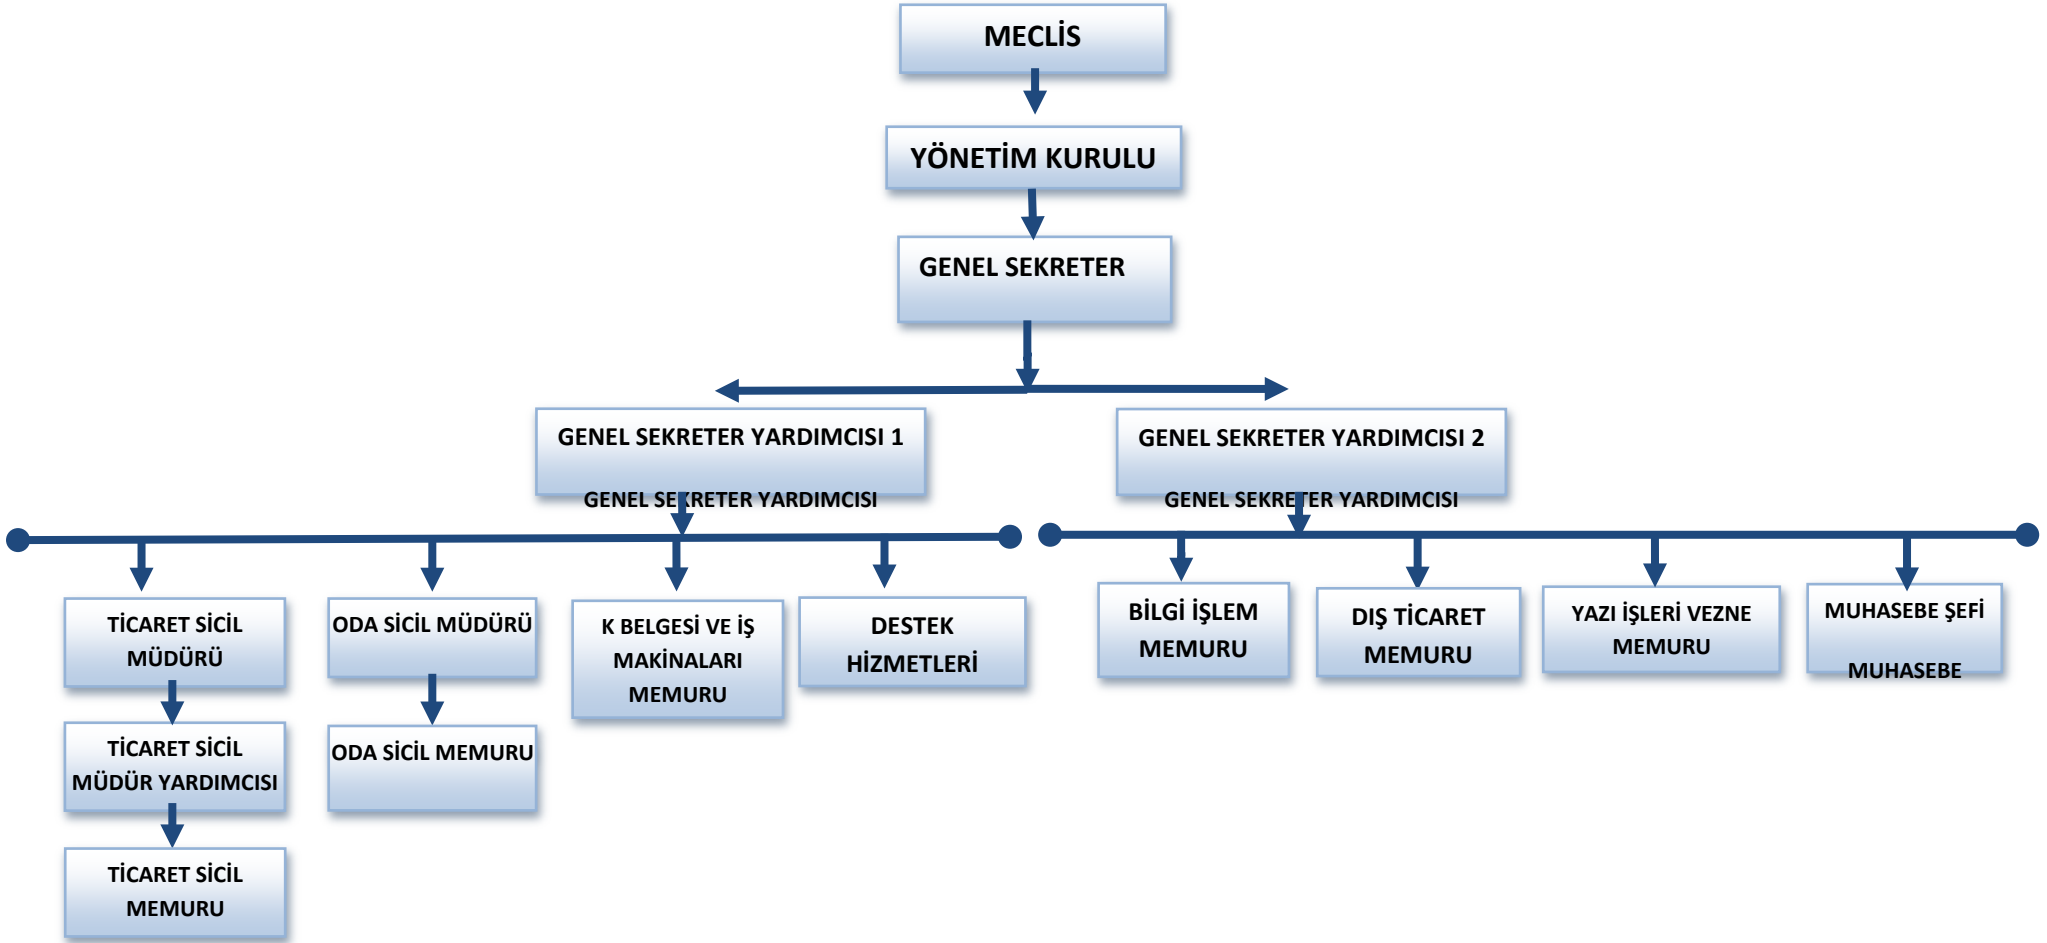 MECLİS
YÖNETİM KURULU
GENEL SEKRETER
GENEL SEKRETER YARDIMCISI 1
GENEL SEKRETER YARDIMCISI
GENEL SEKRETER YARDIMCISI 2
GENEL SEKRETER YARDIMCISI
TİCARET SİCİL
MÜDÜRÜ
ODA SİCİL MÜDÜRÜ
K BELGESİ VE İŞ
MAKİNALARI
MEMURU
DESTEK
HİZMETLERİ
BİLGİ İŞLEM
MEMURU
DIŞ TİCARET
MEMURU
YAZI İŞLERİ VEZNE
MEMURU
MUHASEBE ŞEFİ
MUHASEBE
TİCARET SİCİL
MÜDÜR YARDIMCISI
ODA SİCİL MEMURU
TİCARET SİCİL
MEMURU